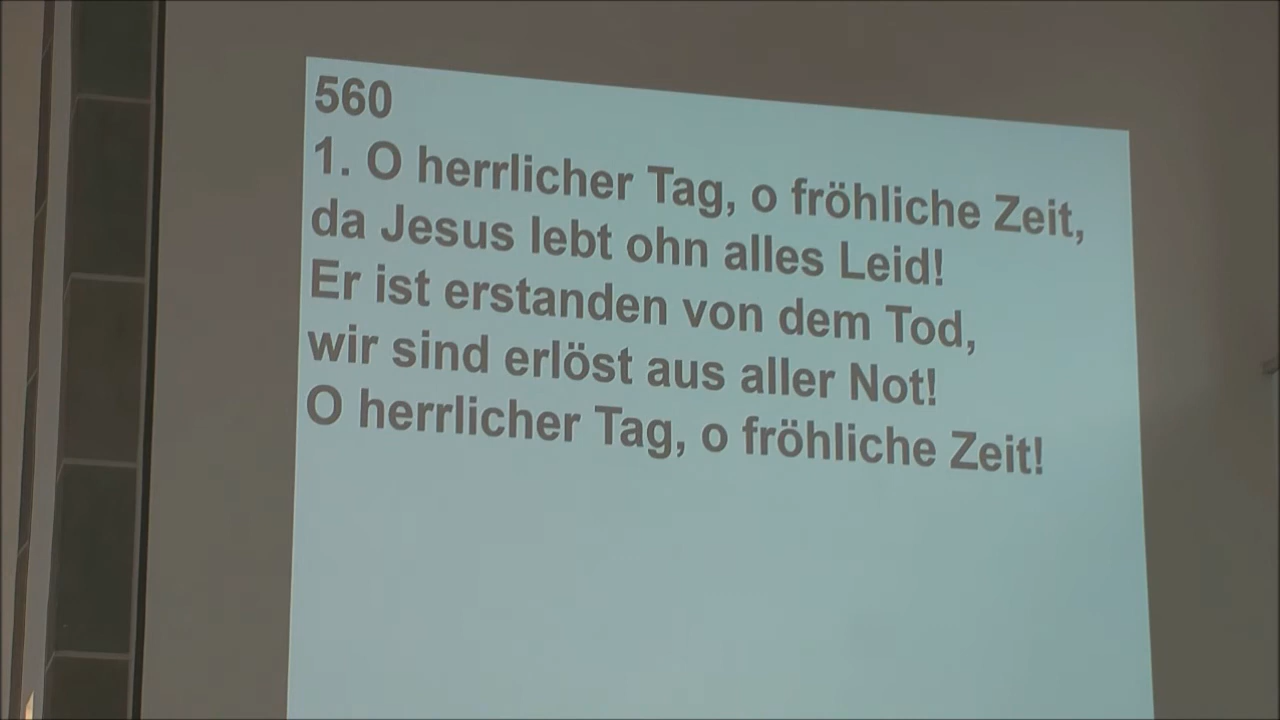 560
1. O herrlicher Tag, o fröhliche Zeit,
da Jesus lebt ohn alles Leid!
Er ist erstanden von dem Tod,
wir sind erlöst aus aller Not!
O herrlicher Tag, o fröhliche Zeit!